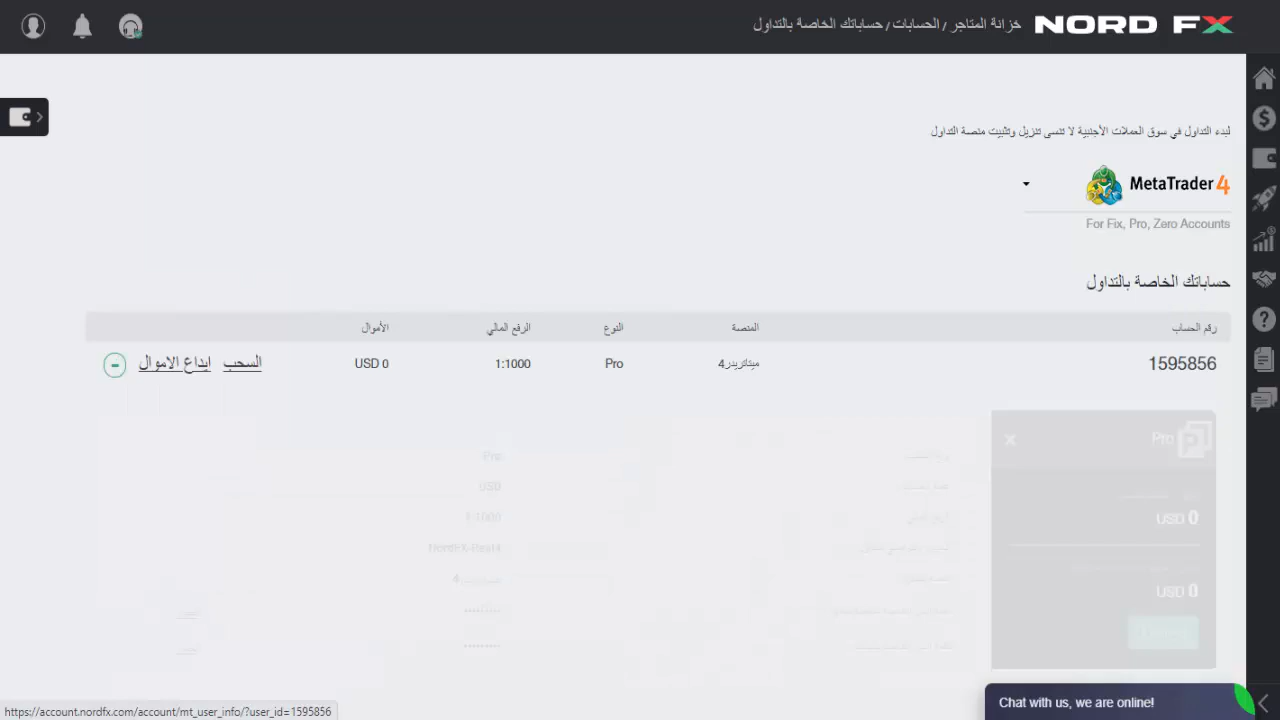 NORD FX
خزانة المتاجر / الحسابات / حساباتك الخاصة بالتداول
لبدء التداول في سوق العملات الأجنبية لا تنسى تنزيل وتثبيت منصة التداول
MetaTrader 4
For Fix, Pro, Zero Accounts
حساباتك الخاصة بالتداول
رقم الحساب المنصة النوع الرفع المالي الأموال
1595856 ميتاتريدر4 Pro 1:1000 USD 0 السحب إيداع الاموال
Pro
Pro
USD
USD 0
1:1000
4
USD 0
Chat with us, we are online!
https://account.nordfx.com/account/mt_user_info/?user_id=1595856